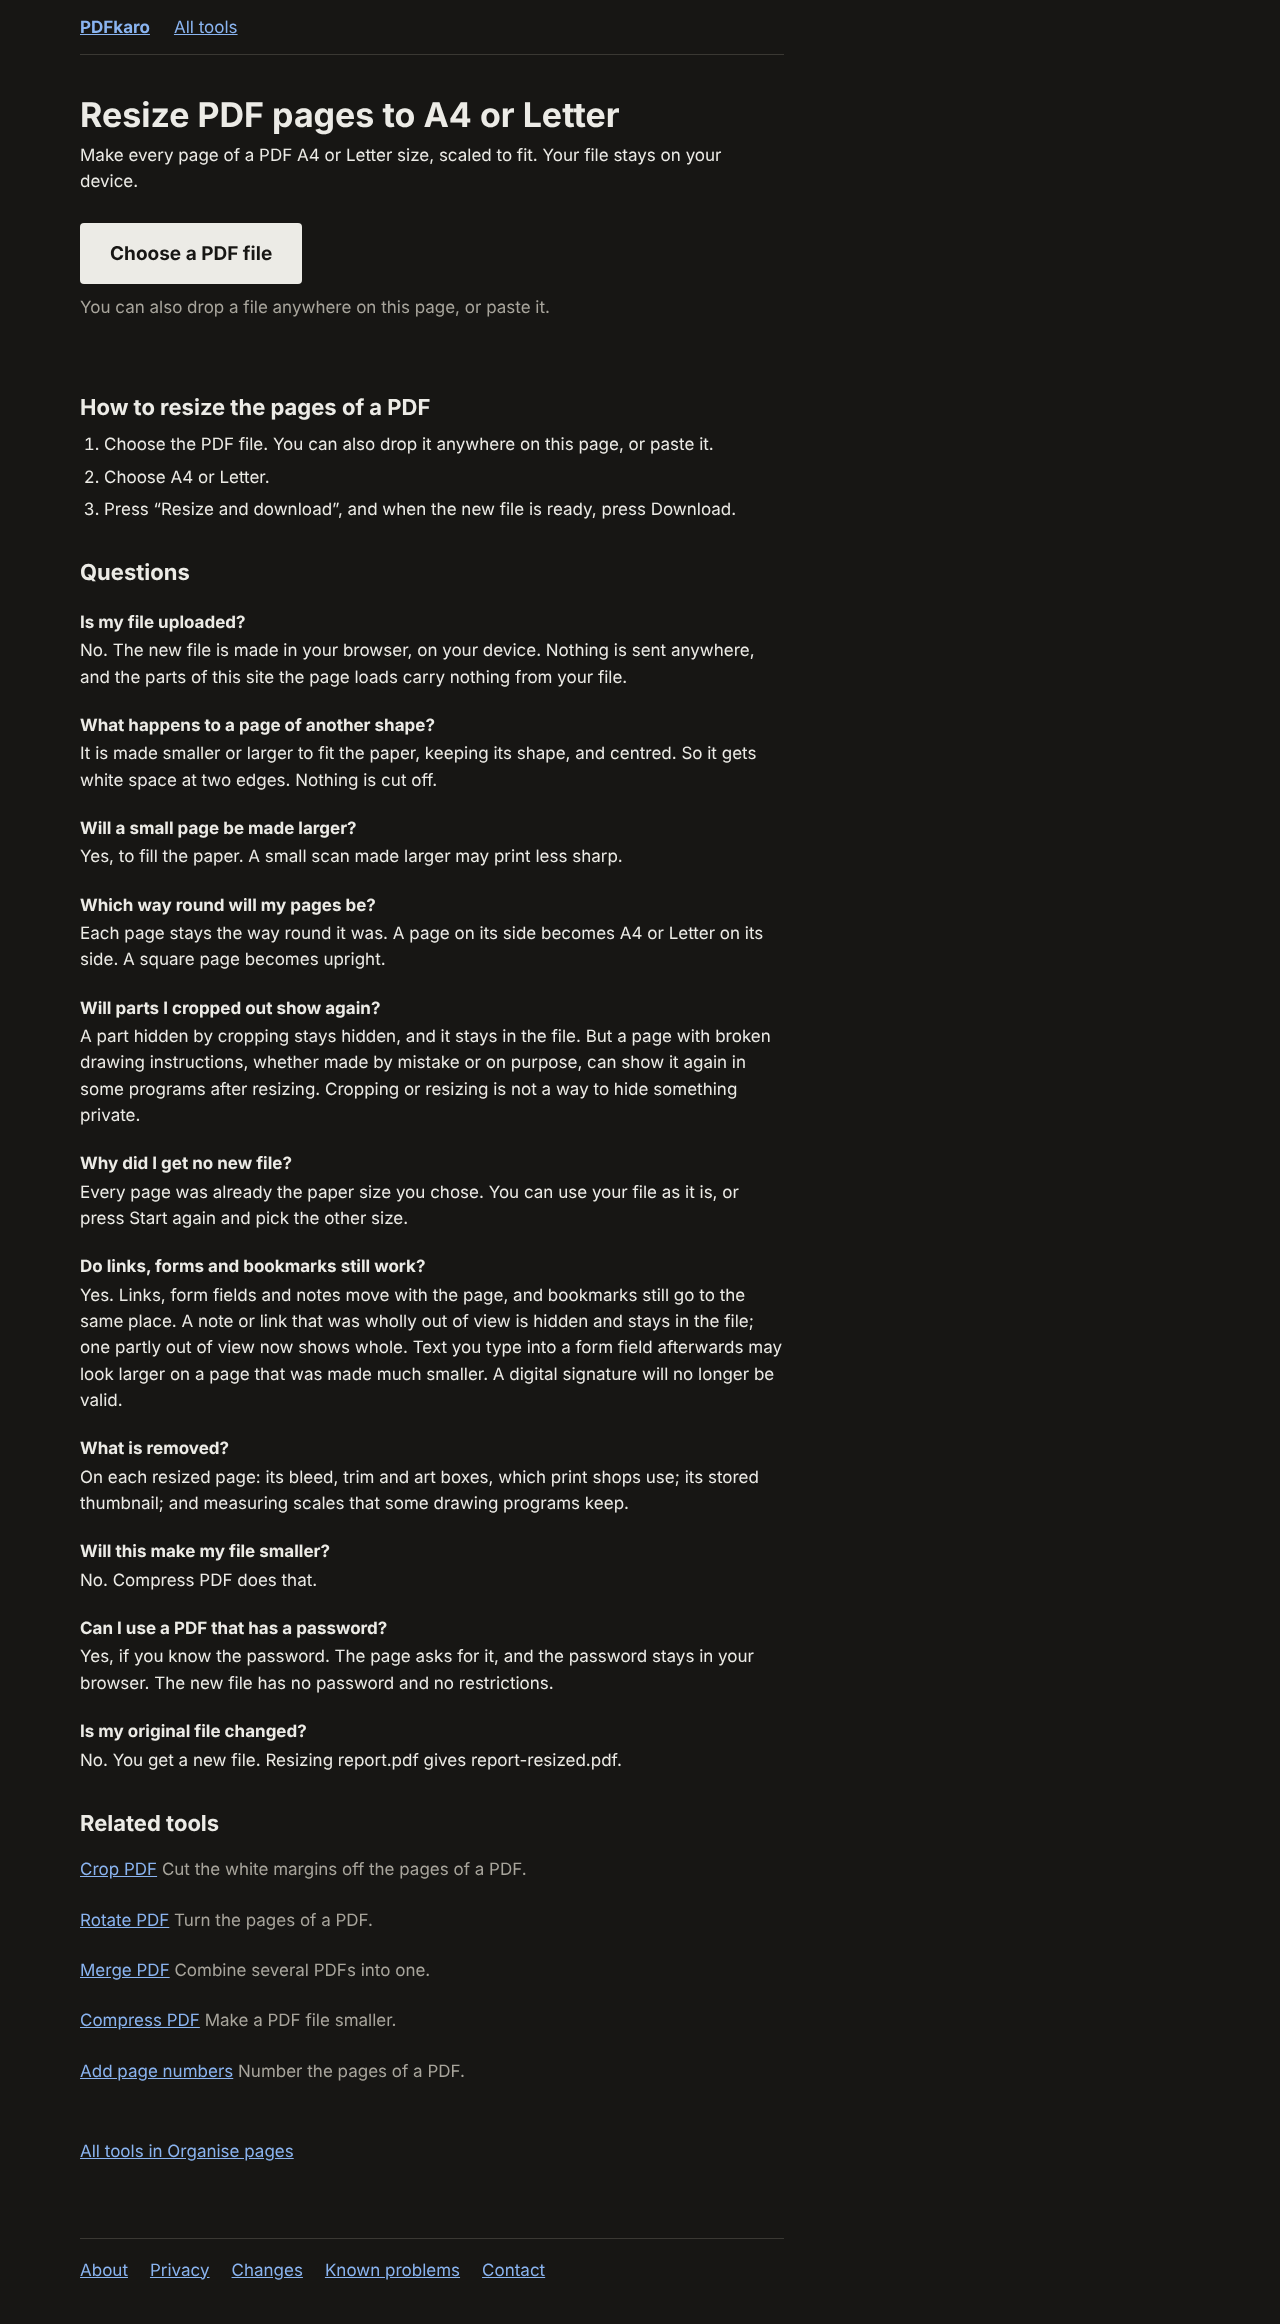 PDFkaro All tools
Resize PDF pages to A4 or Letter
Make every page of a PDF A4 or Letter size, scaled to fit. Your file stays on your
device.
Choose a PDF file
You can also drop a file anywhere on this page, or paste it.
How to resize the pages of a PDF
1. Choose the PDF file. You can also drop it anywhere on this page, or paste it.
2. Choose A4 or Letter.
3. Press “Resize and download”, and when the new file is ready, press Download.
Questions
Is my file uploaded?
No. The new file is made in your browser, on your device. Nothing is sent anywhere,
and the parts of this site the page loads carry nothing from your file.
What happens to a page of another shape?
It is made smaller or larger to fit the paper, keeping its shape, and centred. So it gets
white space at two edges. Nothing is cut off.
Will a small page be made larger?
Yes, to fill the paper. A small scan made larger may print less sharp.
Which way round will my pages be?
Each page stays the way round it was. A page on its side becomes A4 or Letter on its
side. A square page becomes upright.
Will parts I cropped out show again?
A part hidden by cropping stays hidden, and it stays in the file. But a page with broken
drawing instructions, whether made by mistake or on purpose, can show it again in
some programs after resizing. Cropping or resizing is not a way to hide something
private.
Why did I get no new file?
Every page was already the paper size you chose. You can use your file as it is, or
press Start again and pick the other size.
Do links, forms and bookmarks still work?
Yes. Links, form fields and notes move with the page, and bookmarks still go to the
same place. A note or link that was wholly out of view is hidden and stays in the file;
one partly out of view now shows whole. Text you type into a form field afterwards may
look larger on a page that was made much smaller. A digital signature will no longer be
valid.
What is removed?
On each resized page: its bleed, trim and art boxes, which print shops use; its stored
thumbnail; and measuring scales that some drawing programs keep.
Will this make my file smaller?
No. Compress PDF does that.
Can I use a PDF that has a password?
Yes, if you know the password. The page asks for it, and the password stays in your
browser. The new file has no password and no restrictions.
Is my original file changed?
No. You get a new file. Resizing report.pdf gives report-resized.pdf.
Related tools
Crop PDF Cut the white margins off the pages of a PDF.
Rotate PDF Turn the pages of a PDF.
Merge PDF Combine several PDFs into one.
Compress PDF Make a PDF file smaller.
Add page numbers Number the pages of a PDF.
All tools in Organise pages
About Privacy Changes Known problems Contact